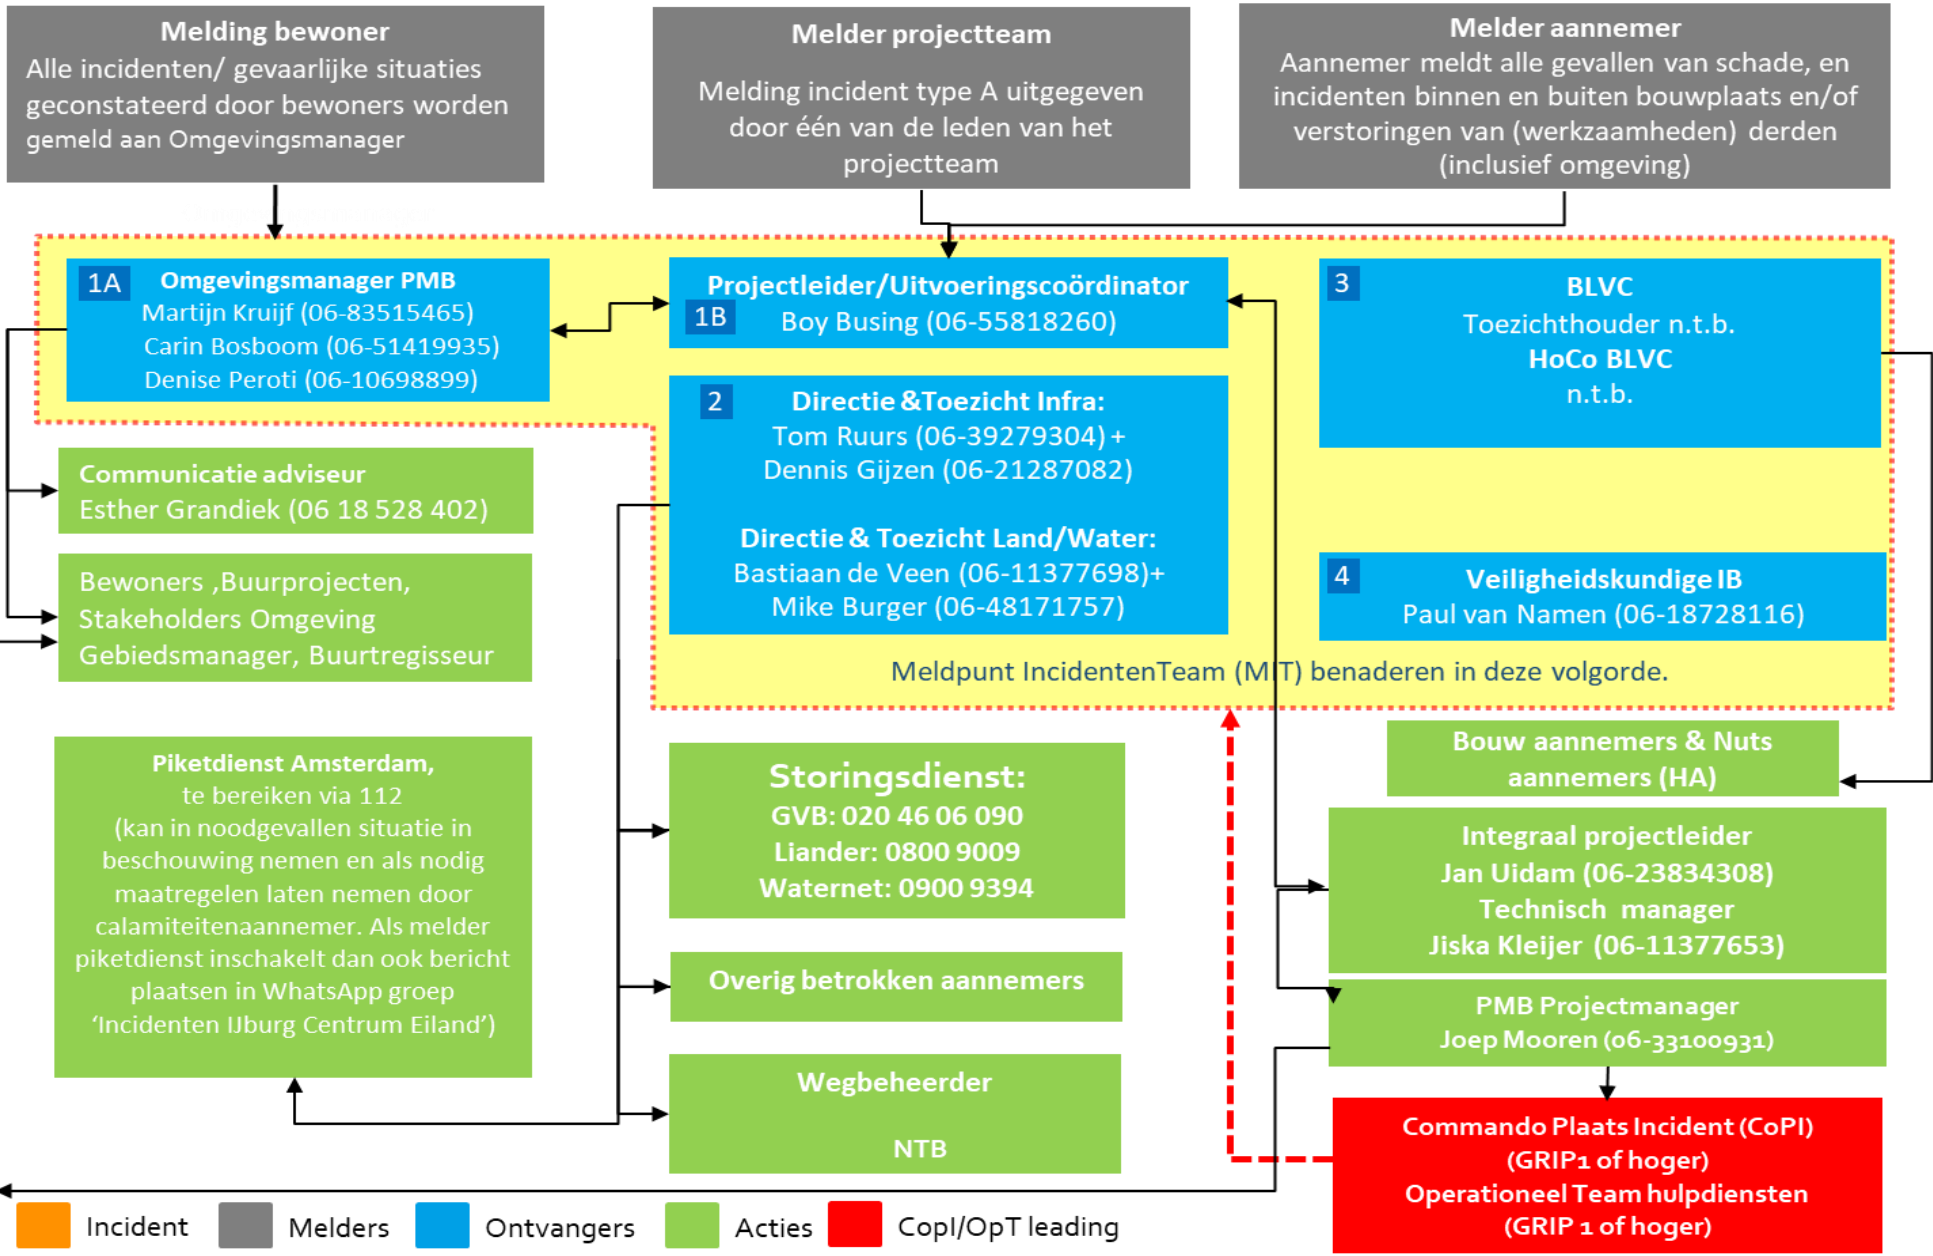 Melding bewoner
Alle incidenten/ gevaarlijke situaties
geconstateerd door bewoners worden
gemeld aan Omgevingsmanager
Melder projectteam
Melding incident type A uitgegeven
door één van de leden van het
projectteam
Melder aannemer
Aannemer meldt alle gevallen van schade, en
incidenten binnen en buiten bouwplaats en/of
verstoringen van (werkzaamheden) derden
(inclusief omgeving)
1A
Omgevingsmanager PMB
Martijn Kruijf (06-83515465)
Carin Bosboom (06-51419935)
Denise Peroti (06-10698899)
Projectleider/Uitvoeringscoördinator
1B
Boy Busing (06-55818260)
3
BLVC
Toezichthouder n.t.b.
HoCo BLVC
n.t.b.
2
Directie &Toezicht Infra:
Tom Ruurs (06-39279304) +
Dennis Gijzen (06-21287082)
Directie & Toezicht Land/Water:
Bastiaan de Veen (06-11377698)+
Mike Burger (06-48171757)
4
Veiligheidskundige IB
Paul van Namen (06-18728116)
Meldpunt IncidentenTeam (MIT) benaderen in deze volgorde.
Communicatie adviseur
Esther Grandiek (06 18 528 402)
Bewoners ,Buurprojecten,
Stakeholders Omgeving
Gebiedsmanager, Buurtregisseur
Piketdienst Amsterdam,
te bereiken via 112
(kan in noodgevallen situatie in
beschouwing nemen en als nodig
maatregelen laten nemen door
calamiteitenaannemer. Als melder
piketdienst inschakelt dan ook bericht
plaatsen in WhatsApp groep
‘Incidenten IJburg Centrum Eiland’)
Storingsdienst:
GVB: 020 46 06 090
Liander: 0800 9009
Waternet: 0900 9394
Overig betrokken aannemers
Wegbeheerder
NTB
Bouw aannemers & Nuts
aannemers (HA)
Integraal projectleider
Jan Uidam (06-23834308)
Technisch manager
Jiska Kleijer (06-11377653)
PMB Projectmanager
Joep Mooren (06-33100931)
Commando Plaats Incident (CoPI)
(GRIP1 of hoger)
Operationeel Team hulpdiensten
(GRIP 1 of hoger)
Incident
Melders
Ontvangers
Acties
CopI/OpT leading